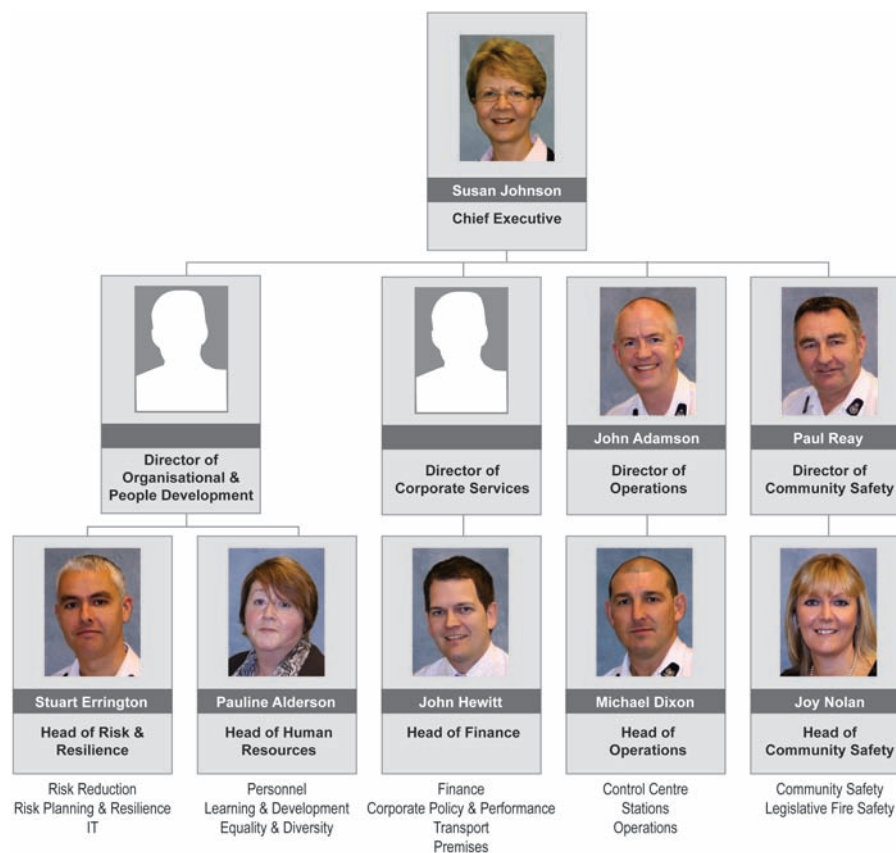 Susan Johnson
Chief Executive
Director of
Organisational &
People Development
Director of
Corporate Services
John Adamson
Director of
Operations
Paul Reay
Director of
Community Safety
Stuart Errington
Head of Risk &
Resilience
Risk Reduction
Risk Planning & Resilience
IT
Pauline Alderson
Head of Human
Resources
Personnel
Learning & Development
Equality & Diversity
John Hewitt
Head of Finance
Finance
Corporate Policy & Performance
Transport
Premises
Michael Dixon
Head of
Operations
Control Centre
Stations
Operations
Joy Nolan
Head of
Community Safety
Community Safety
Legislative Fire Safety